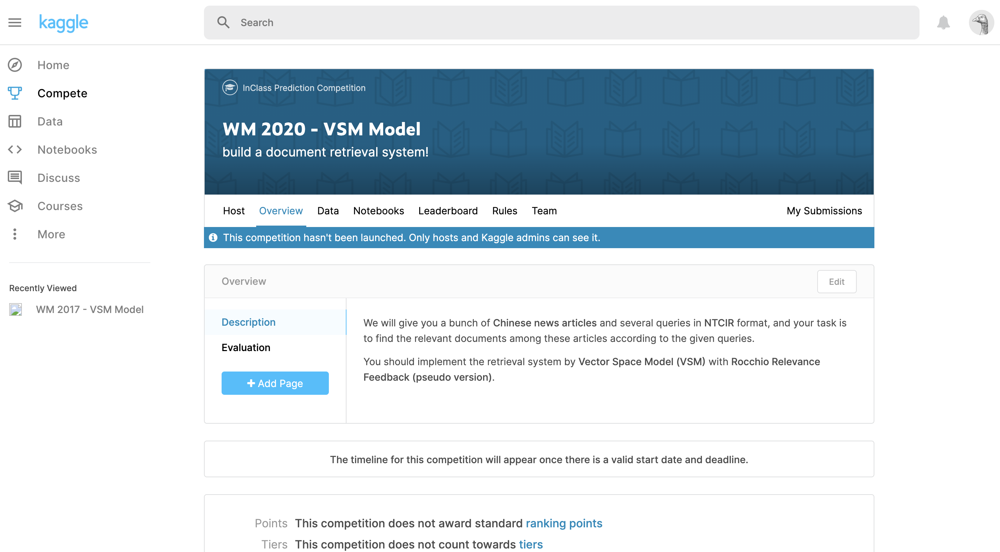 kaggle
Search
Home
Compete
Data
Notebooks
Discuss
Courses
More
Recently Viewed
WM 2017 - VSM Model
InClass Prediction Competition
WM 2020 - VSM Model
build a document retrieval system!
Host Overview Data Notebooks Leaderboard Rules Team My Submissions
This competition hasn't been launched. Only hosts and Kaggle admins can see it.
Overview Edit
Description
Evaluation
+ Add Page
We will give you a bunch of Chinese news articles and several queries in NTCIR format, and your task is
to find the relevant documents among these articles according to the given queries.
You should implement the retrieval system by Vector Space Model (VSM) with Rocchio Relevance
Feedback (pseudo version).
The timeline for this competition will appear once there is a valid start date and deadline.
Points This competition does not award standard ranking points
Tiers This competition does not count towards tiers